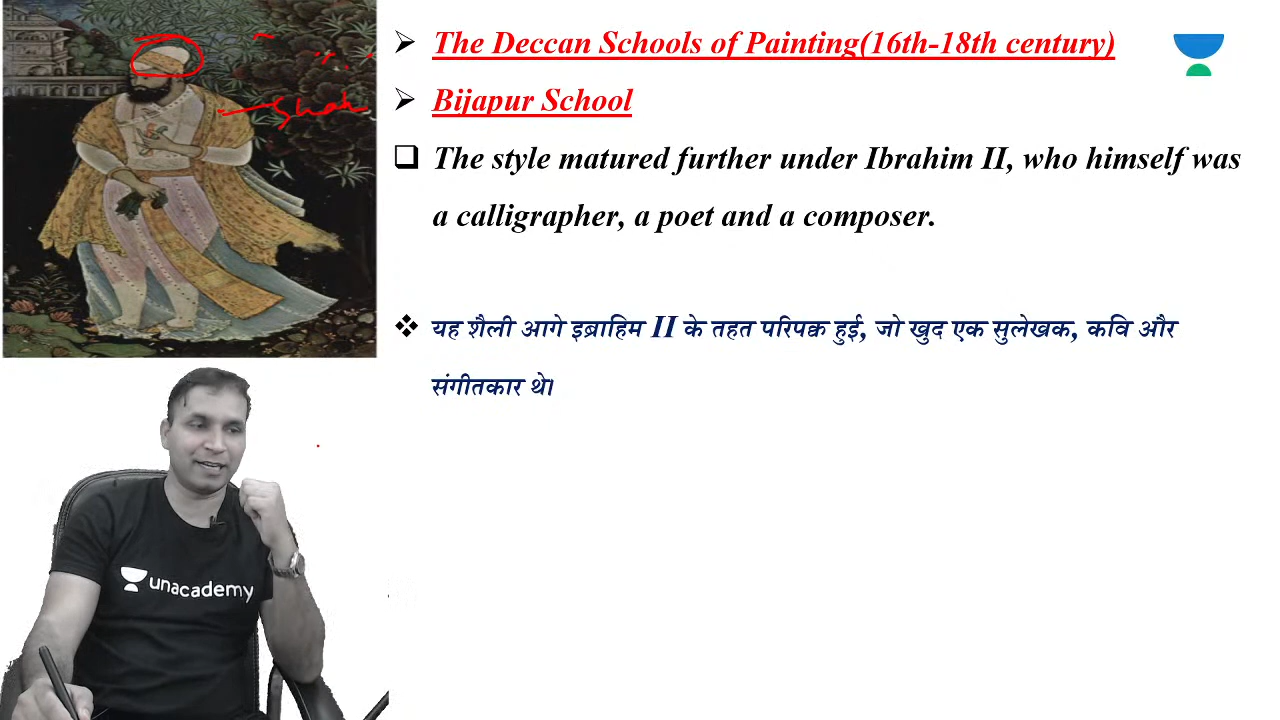 The Deccan Schools of Painting(16th-18th century)
Shah
Bijapur School
The style matured further under Ibrahim II, who himself was
a calligrapher, a poet and a composer.
यह शैली आगे इब्राहिम II के तहत परिपक्व हुई, जो खुद एक सुलेखक, कवि और
संगीतकार थे।
unacademy